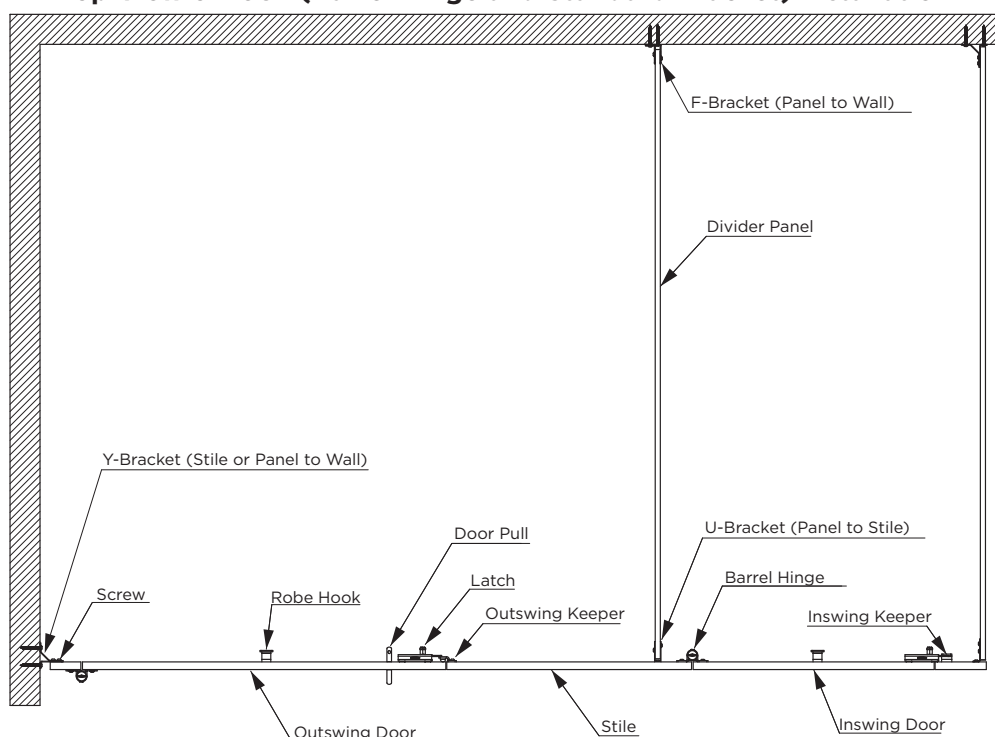 F-Bracket (Panel to Wall)
Divider Panel
Y-Bracket (Stile or Panel to Wall)
Door Pull
U-Bracket (Panel to Stile)
Latch
Barrel Hinge
Screw
Robe Hook
Outswing Keeper
Inswing Keeper
Outswing Door
Stile
Inswing Door